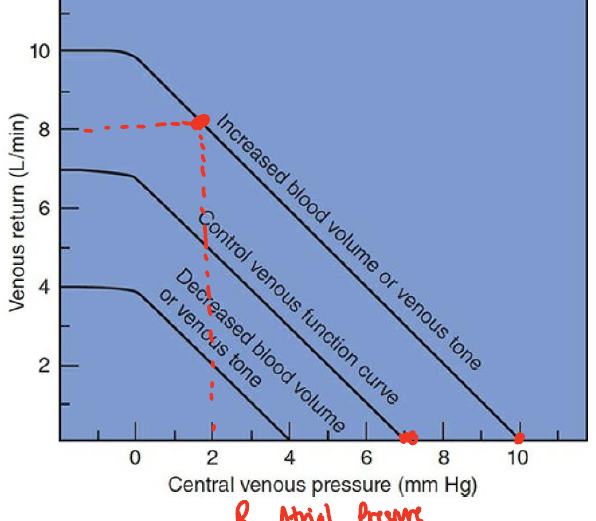 10
8
6
4
2
Venous return (L/min)
Increased blood volume or venous tone
Control venous function curve
Decreased blood volume
or venous tone
0 2 4 6 8 10
Central venous pressure (mm Hg)
R Atrial Pressure